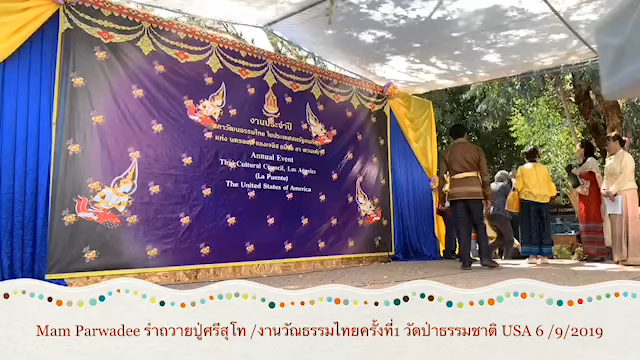 งานประจำปี
Annual Event
Thai Cultural Council, Los Angeles
(La Puente)
The United States of America
Mam Parwadee รำถวายปู่ศรีสุโท /งานวัณธรรมไทยครั้งที่1 วัดป่าธรรมชาติ USA 6 /9/2019